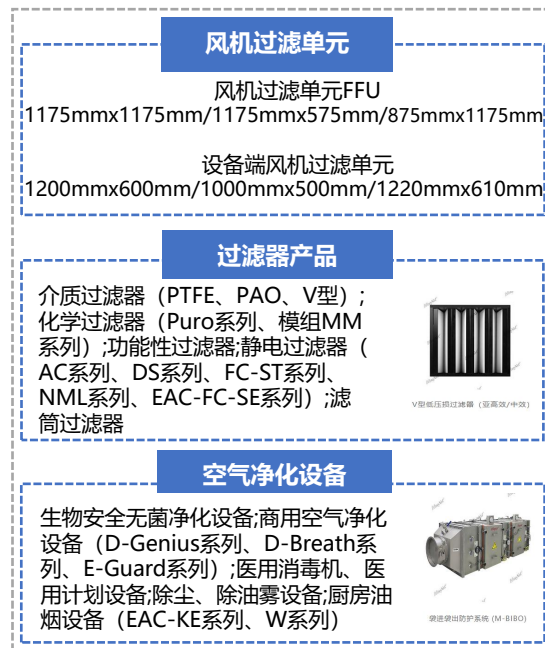 风机过滤单元
风机过滤单元FFU
1175mmx1175mm/1175mmx575mm/875mmx1175mm
设备端风机过滤单元
1200mmx600mm/1000mmx500mm/1220mmx610mm
过滤器产品
介质过滤器（PTFE、PAO、V型）;
化学过滤器（Puro系列、模组MM
系列）;功能性过滤器;静电过滤器（
AC系列、DS系列、FC-ST系列、
NML系列、EAC-FC-SE系列）;滤
筒过滤器
V型低压损过滤器（亚高效/中效）
空气净化设备
生物安全无菌净化设备;商用空气净化
设备（D-Genius系列、D-Breath系
列、E-Guard系列）;医用消毒机、医
用计划设备;除尘、除油雾设备;厨房油
烟设备（EAC-KE系列、W系列）
袋进袋出防护系统 (M-BIBO)